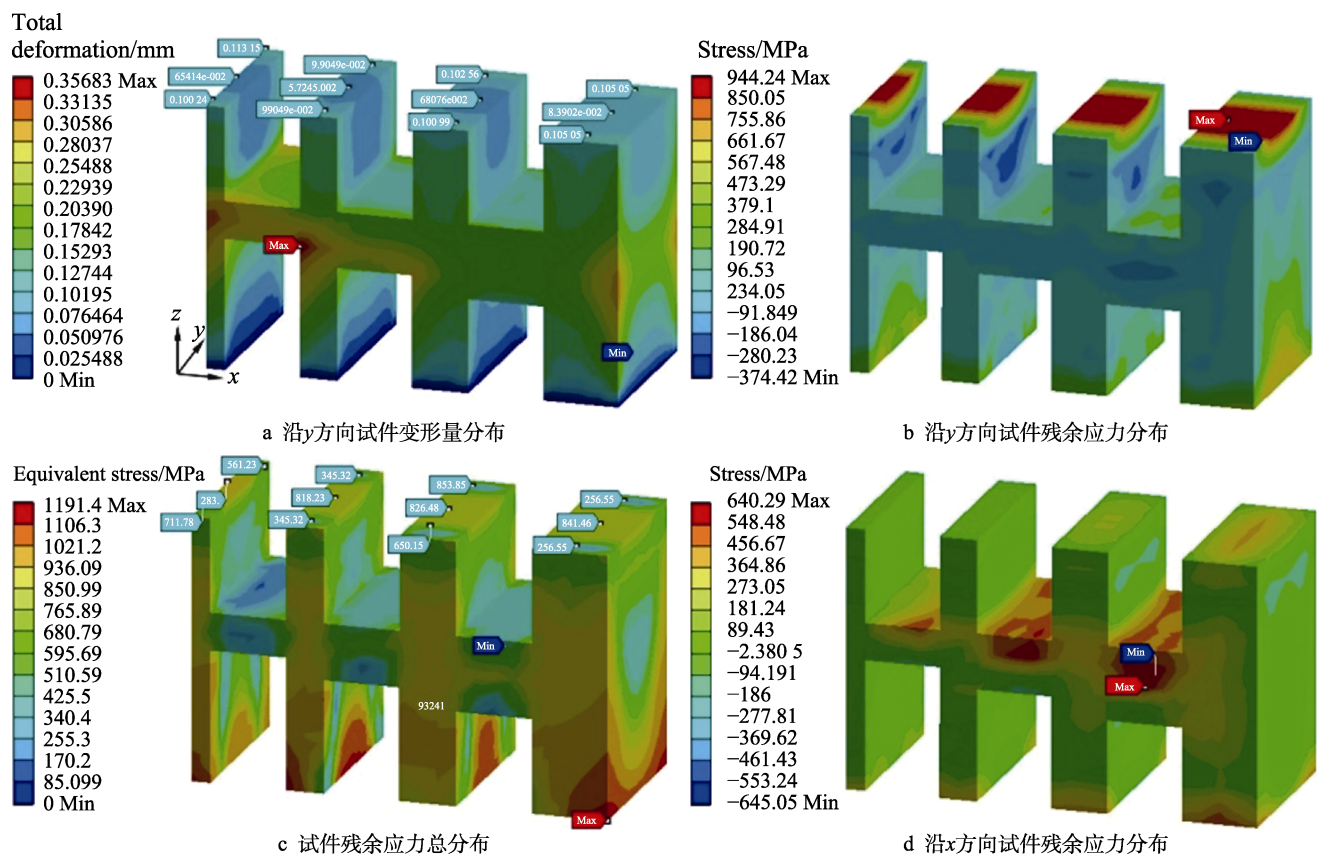 Total
deformation/mm
0.35683 Max
0.33135
0.30586
0.28037
0.25488
0.22939
0.20390
0.17842
0.15293
0.12744
0.10195
0.076464
0.050976
0.025488
0 Min
0.113 15
65414e-002
0.100 24
9.9049e-002
5.7245.002
99049e-002
0.102 56
68076e002
0.100 99
0.105 05
8.3902e-002
0.105 05
Max
Min
z
y
x
a 沿y方向试件变形量分布
Stress/MPa
944.24 Max
850.05
755.86
661.67
567.48
473.29
379.1
284.91
190.72
96.53
234.05
−91.849
−186.04
−280.23
−374.42 Min
Max
Min
b 沿y方向试件残余应力分布
Equivalent stress/MPa
1191.4 Max
1106.3
1021.2
936.09
850.99
765.89
680.79
595.69
510.59
425.5
340.4
255.3
170.2
85.099
0 Min
561.23
283.
711.78
345.32
818.23
345.32
853.85
826.48
650.15
256.55
841.46
256.55
Min
93241
Max
c 试件残余应力总分布
Stress/MPa
640.29 Max
548.48
456.67
364.86
273.05
181.24
89.43
−2.380 5
−94.191
−186
−277.81
−369.62
−461.43
−553.24
−645.05 Min
Min
Max
d 沿x方向试件残余应力分布